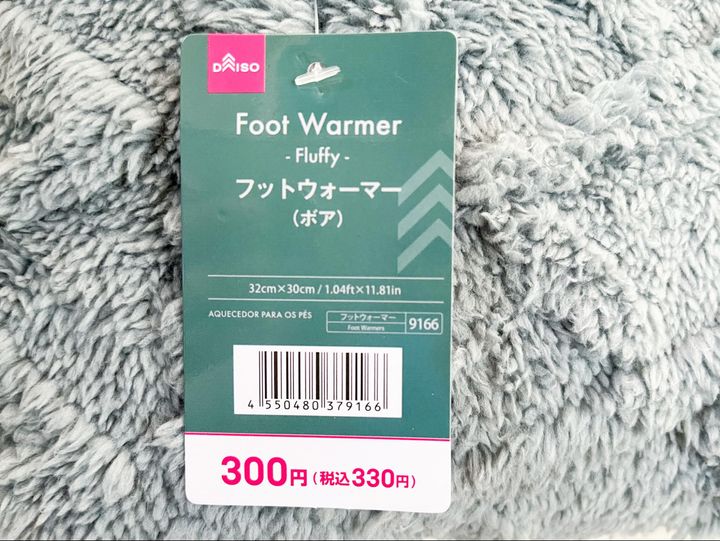 DAISO
Foot Warmer
- Fluffy -
フットウォーマー
（ボア）
32cm×30cm / 1.04ft×11.81in
AQUECEDOR PARA OS PÉS
フットウォーマー
Foot Warmers
9166
4 550480 379166
300円（税込330円）